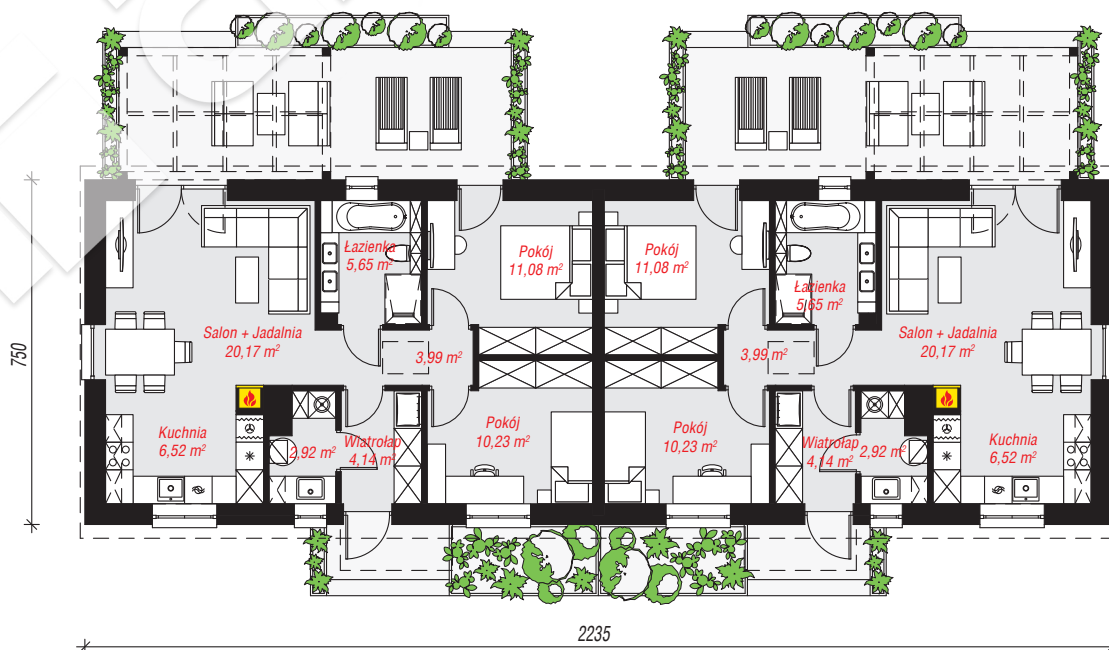 Łazienka
5,65 m²
Pokój
11,08 m²
Pokój
11,08 m²
Łazienka
5,65 m²
Salon + Jadalnia
20,17 m²
3,99 m²
3,99 m²
Salon + Jadalnia
20,17 m²
750
Kuchnia
6,52 m²
2,92 m²
Wiatrołap
4,14 m²
Pokój
10,23 m²
Pokój
10,23 m²
Wiatrołap
4,14 m²
2,92 m²
Kuchnia
6,52 m²
2235